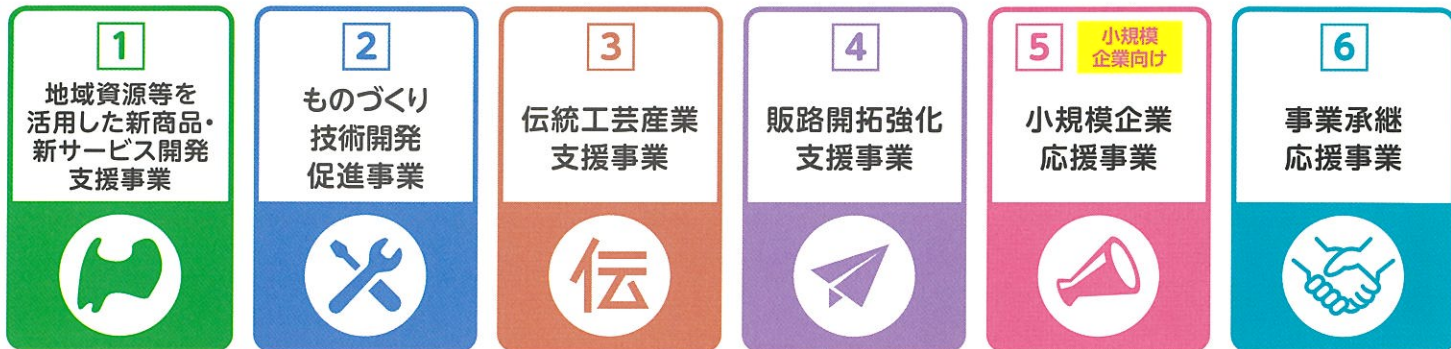 1
地域資源等を
活用した新商品・
新サービス開発
支援事業
2
ものづくり
技術開発
促進事業
3
伝統工芸産業
支援事業
伝
4
販路開拓強化
支援事業
5
小規模
企業向け
小規模企業
応援事業
6
事業承継
応援事業